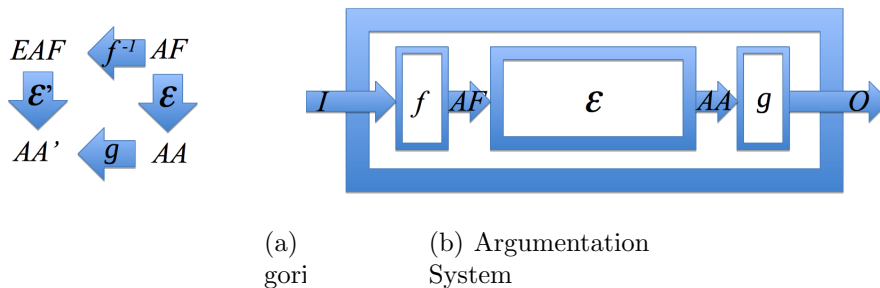 EAF f⁻¹ AF
ε' ε
AA' g AA
I f AF ε AA g O
(a)
gori
(b) Argumentation
System